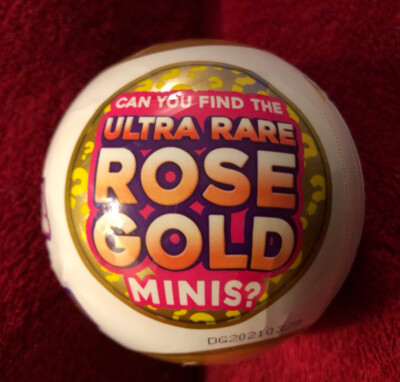 CAN YOU FIND THE
ULTRA RARE
ROSE
GOLD
MINIS?